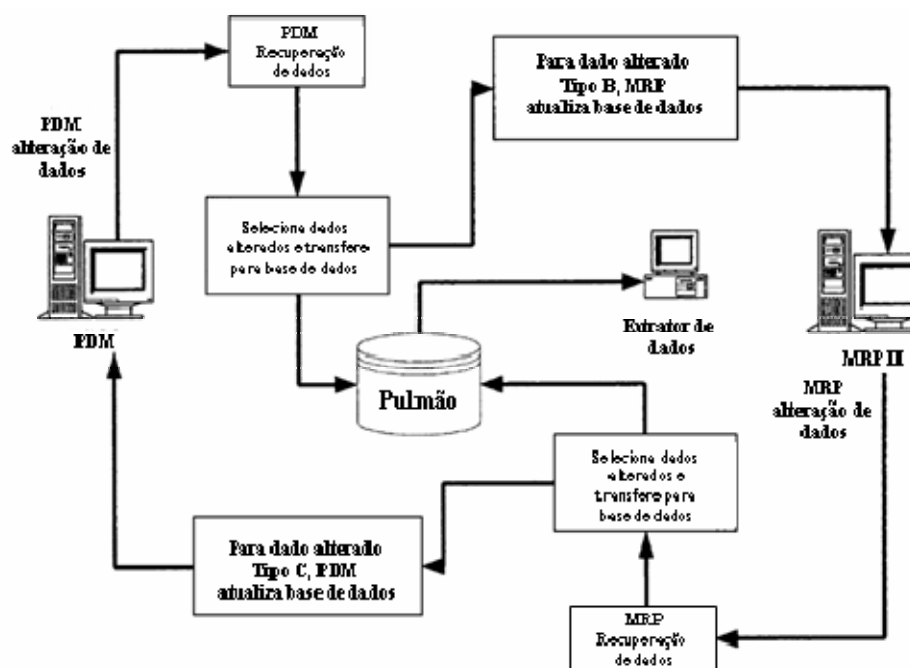 PDM
Recuperação
de dados
Para dado alterado
Tipo B, MRP
atualiza base de dados
PDM
alteração de
dados
Seleciona dados
alterados e transfere
para base de dados
PDM
Extrator de
dados
MRP II
Pulmão
MRP
alteração de
dados
Seleciona dados
alterados e
transfere para
base de dados
Para dado alterado
Tipo C, PDM
atualiza base de dados
MRP
Recuperação
de dados